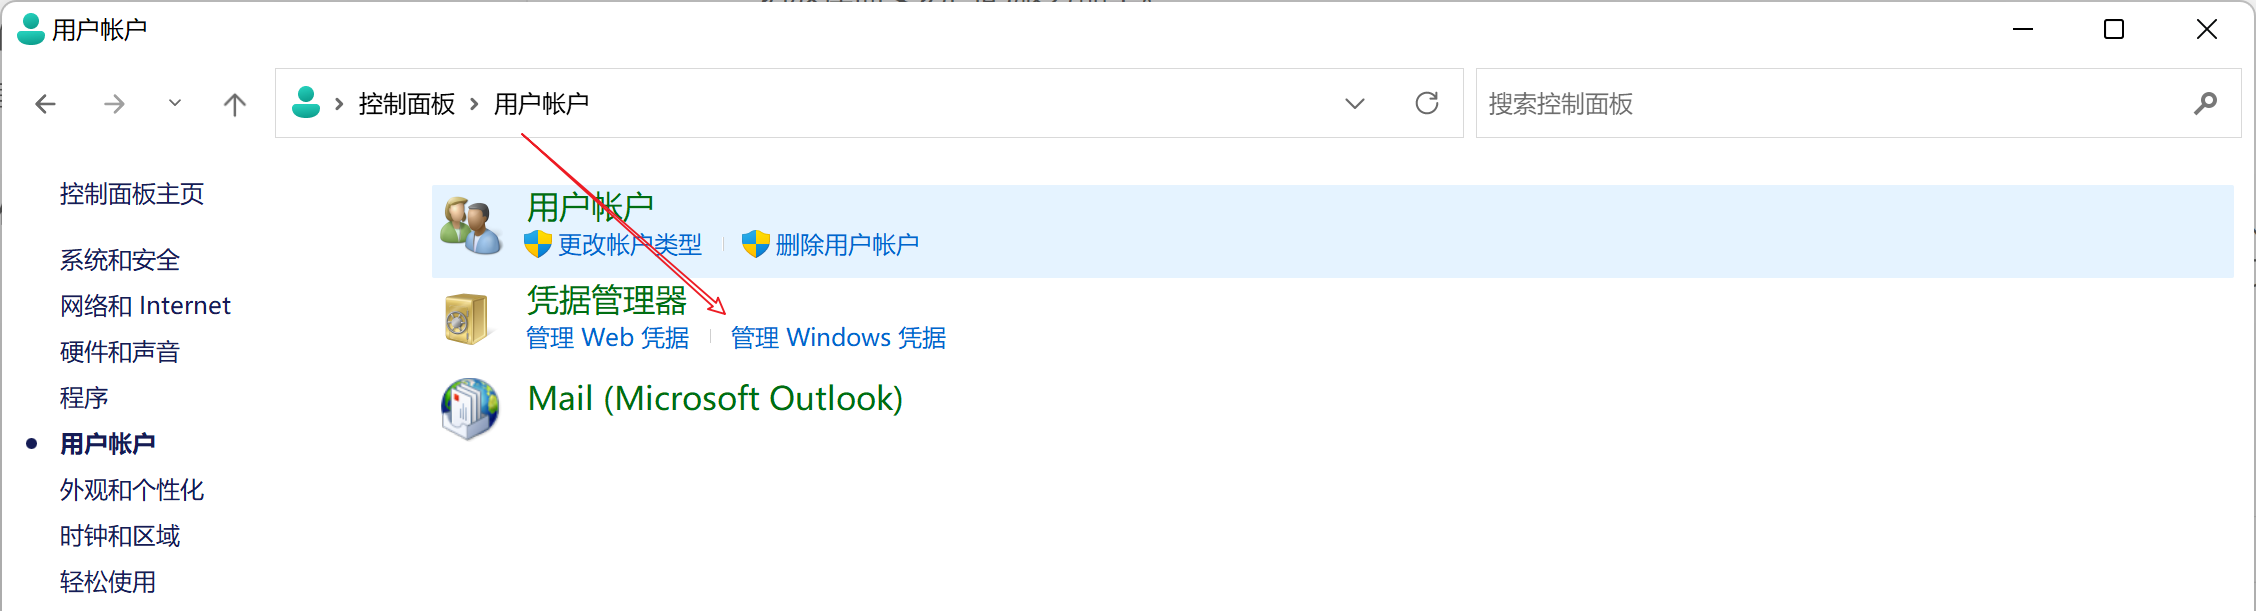 用户帐户
控制面板 用户帐户
搜索控制面板
控制面板主页
系统和安全
网络和 Internet
硬件和声音
程序
用户帐户
外观和个性化
时钟和区域
轻松使用
用户帐户
更改帐户类型 删除用户帐户
凭据管理器
管理 Web 凭据 管理 Windows 凭据
Mail (Microsoft Outlook)